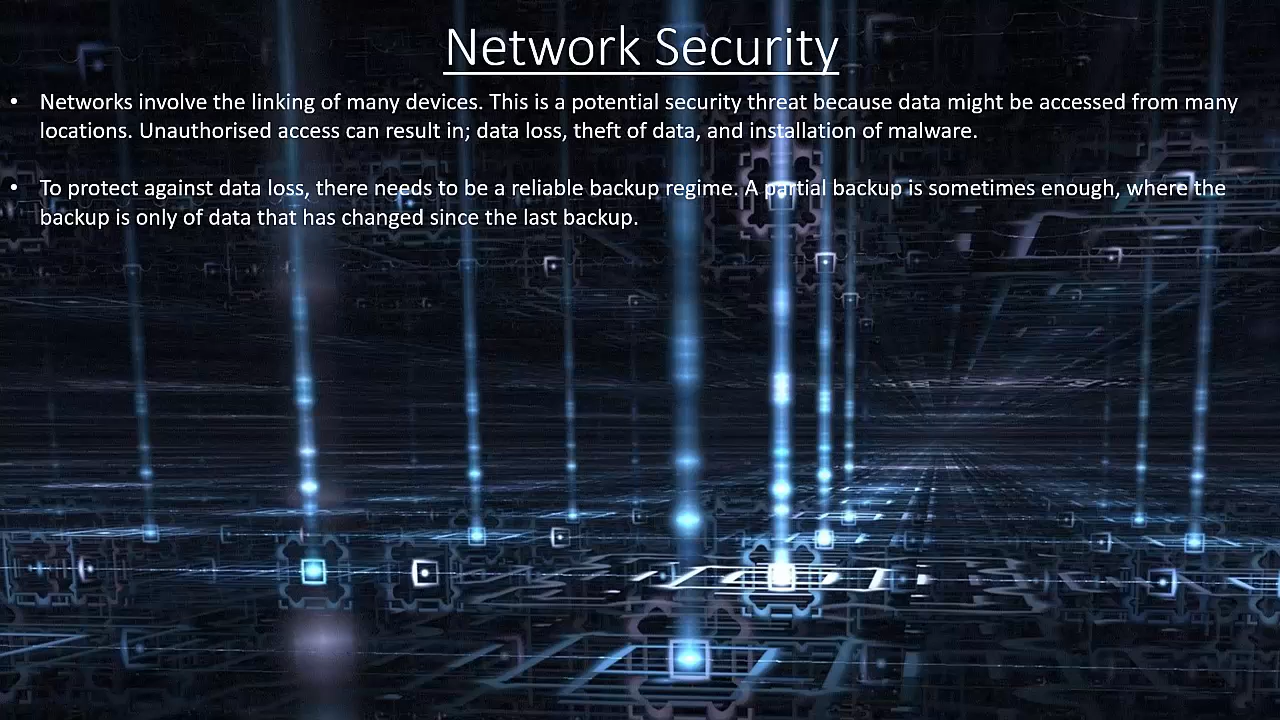 Network Security
• Networks involve the linking of many devices. This is a potential security threat because data might be accessed from many
locations. Unauthorised access can result in; data loss, theft of data, and installation of malware.
• To protect against data loss, there needs to be a reliable backup regime. A partial backup is sometimes enough, where the
backup is only of data that has changed since the last backup.